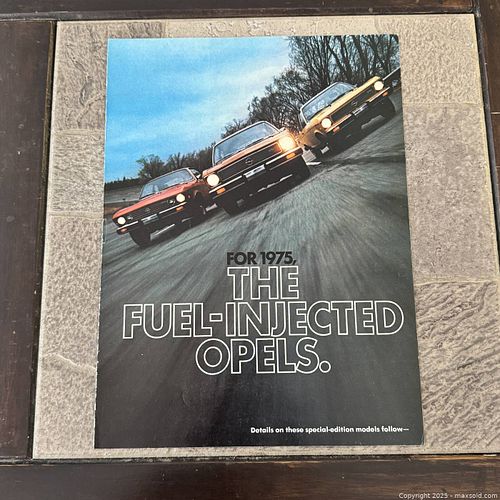 FOR 1975,
THE
FUEL-INJECTED
OPELS.
Details on these special-edition models follow—
Copyright 2025 - maxsold.com